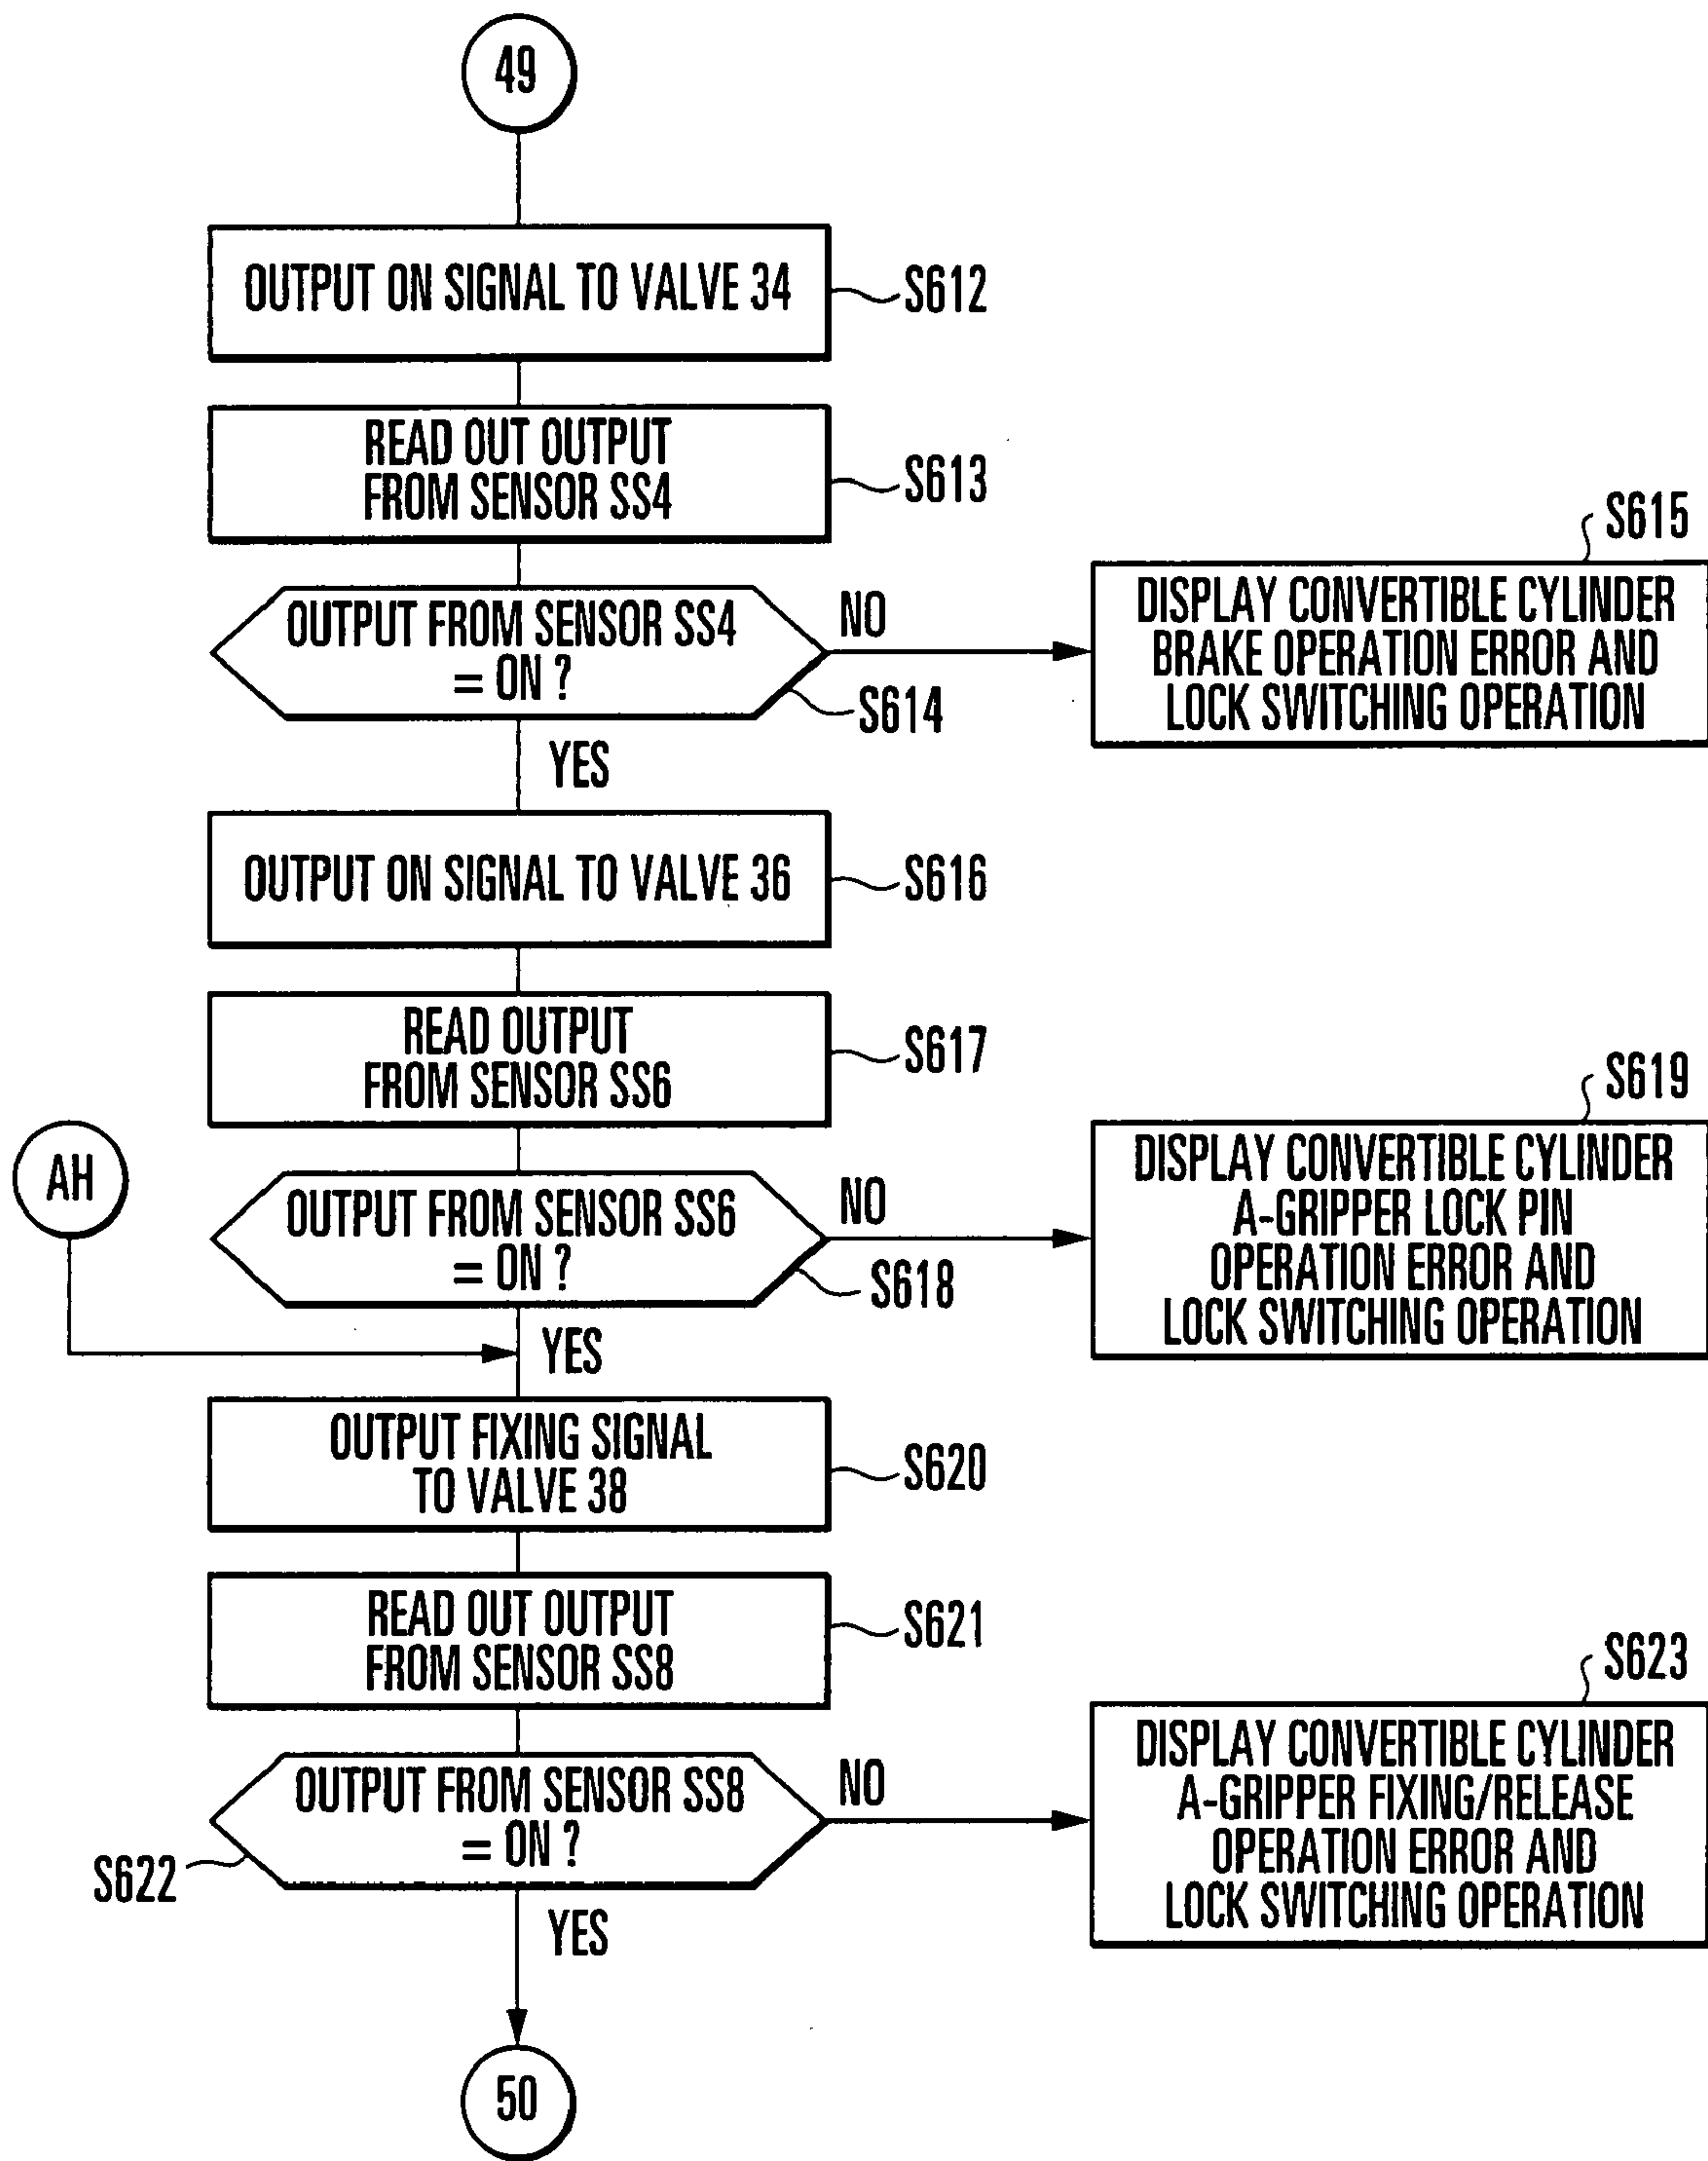 49
OUTPUT ON SIGNAL TO VALVE 34
S612
READ OUT OUTPUT
FROM SENSOR SS4
S613
OUTPUT FROM SENSOR SS4
= ON ?
S614
NO
S615
DISPLAY CONVERTIBLE CYLINDER
BRAKE OPERATION ERROR AND
LOCK SWITCHING OPERATION
YES
OUTPUT ON SIGNAL TO VALVE 36
S616
READ OUTPUT
FROM SENSOR SS6
S617
AH
OUTPUT FROM SENSOR SS6
= ON ?
S618
NO
S619
DISPLAY CONVERTIBLE CYLINDER
A-GRIPPER LOCK PIN
OPERATION ERROR AND
LOCK SWITCHING OPERATION
YES
OUTPUT FIXING SIGNAL
TO VALVE 38
S620
READ OUT OUTPUT
FROM SENSOR SS8
S621
OUTPUT FROM SENSOR SS8
= ON ?
S622
NO
S623
DISPLAY CONVERTIBLE CYLINDER
A-GRIPPER FIXING/RELEASE
OPERATION ERROR AND
LOCK SWITCHING OPERATION
YES
50